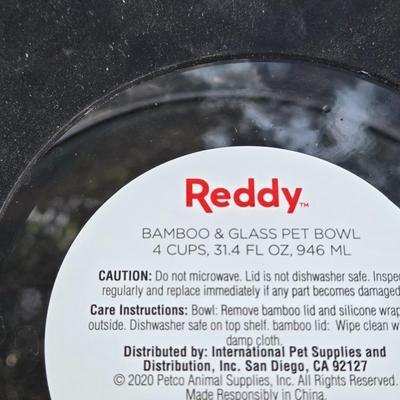 Reddy™
BAMBOO & GLASS PET BOWL
4 CUPS, 31.4 FL OZ, 946 ML
CAUTION: Do not microwave. Lid is not dishwasher safe. Inspec
regularly and replace immediately if any part becomes damaged
Care Instructions: Bowl: Remove bamboo lid and silicone wrap
outside. Dishwasher safe on top shelf. bamboo lid: Wipe clean w
damp cloth.
Distributed by: International Pet Supplies and
Distribution, Inc. San Diego, CA 92127
© 2020 Petco Animal Supplies, Inc. All Rights Reserved.
Made Responsibly in China.